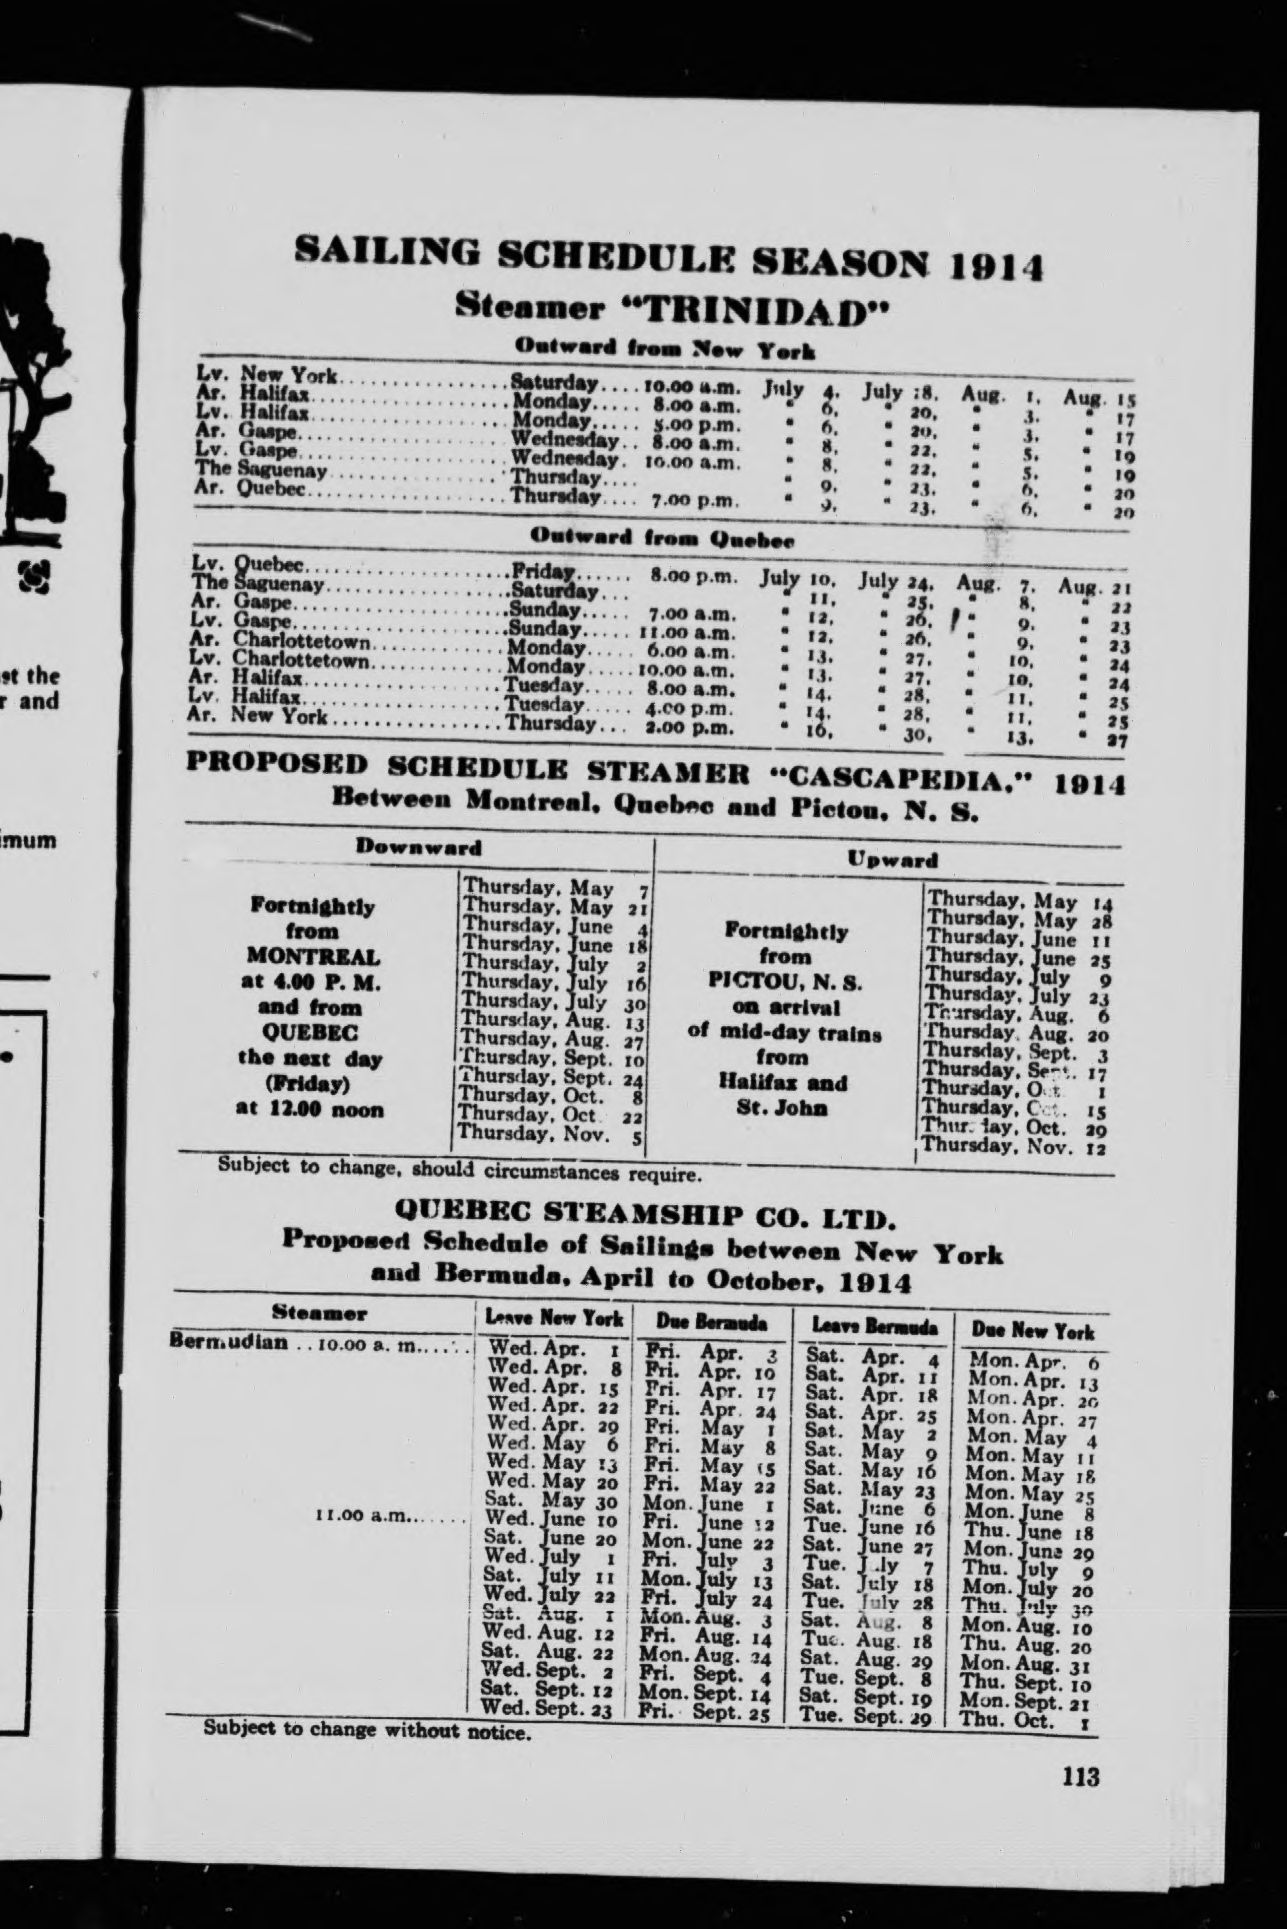 st the
r and
imum
SAILING SCHEDULE SEASON 1914
Steamer "TRINIDAD"
Outward from New York
Lv. New York................Saturday....10.00 a.m. July 4, July 18, Aug. 1, Aug. 15
Ar. Halifax...................Monday..... 8.00 a.m. " 6, " 20, " 3, " 17
Lv. Halifax...................Monday..... 5.00 p.m. " 6, " 20, " 3, " 17
Ar. Gaspe....................Wednesday.. 8.00 a.m. " 8, " 22, " 5, " 19
Lv. Gaspe....................Wednesday. 10.00 a.m. " 8, " 22, " 5, " 19
The Saguenay................Thursday.... " 9, " 23, " 6, " 20
Ar. Quebec...................Thursday.... 7.00 p.m. " 9, " 23, " 6, " 20
Outward from Quebec
Lv. Quebec....................Friday...... 8.00 p.m. July 10, July 24, Aug. 7, Aug. 21
The Saguenay..................Saturday... " 11, " 25, " 8, " 22
Ar. Gaspe.....................Sunday..... 7.00 a.m. " 12, " 26, " 9, " 23
Lv. Gaspe.....................Sunday..... 11.00 a.m. " 12, " 26, " 9, " 23
Ar. Charlottetown.............Monday..... 6.00 a.m. " 13, " 27, " 10, " 24
Lv. Charlottetown.............Monday.....10.00 a.m. " 13, " 27, " 10, " 24
Ar. Halifax...................Tuesday..... 8.00 a.m. " 14, " 28, " 11, " 25
Lv. Halifax...................Tuesday..... 4.00 p.m. " 14, " 28, " 11, " 25
Ar. New York................Thursday... 2.00 p.m. " 16, " 30, " 13, " 27
PROPOSED SCHEDULE STEAMER "CASCAPEDIA," 1914
Between Montreal, Quebec and Pictou, N. S.
Downward
Fortnightly
from
MONTREAL
at 4.00 P. M.
and from
QUEBEC
the next day
(Friday)
at 12.00 noon
Thursday, May 7
Thursday, May 21
Thursday, June 4
Thursday, June 18
Thursday, July 2
Thursday, July 16
Thursday, July 30
Thursday, Aug. 13
Thursday, Aug. 27
Thursday, Sept. 10
Thursday, Sept. 24
Thursday, Oct. 8
Thursday, Oct. 22
Thursday, Nov. 5
Upward
Fortnightly
from
PICTOU, N. S.
on arrival
of mid-day trains
from
Halifax and
St. John
Thursday, May 14
Thursday, May 28
Thursday, June 11
Thursday, June 25
Thursday, July 9
Thursday, July 23
Thursday, Aug. 6
Thursday, Aug. 20
Thursday, Sept. 3
Thursday, Sept. 17
Thursday, Oct. 1
Thursday, Oct. 15
Thursday, Oct. 29
Thursday, Nov. 12
Subject to change, should circumstances require.
QUEBEC STEAMSHIP CO. LTD.
Proposed Schedule of Sailings between New York
and Bermuda, April to October, 1914
Steamer Leave New York Due Bermuda Leave Bermuda Due New York
Bermudian .. 10.00 a. m...... Wed. Apr. 1 Fri. Apr. 3 Sat. Apr. 4 Mon. Apr. 6
Wed. Apr. 8 Fri. Apr. 10 Sat. Apr. 11 Mon. Apr. 13
Wed. Apr. 15 Fri. Apr. 17 Sat. Apr. 18 Mon. Apr. 20
Wed. Apr. 22 Fri. Apr. 24 Sat. Apr. 25 Mon. Apr. 27
Wed. Apr. 29 Fri. May 1 Sat. May 2 Mon. May 4
Wed. May 6 Fri. May 8 Sat. May 9 Mon. May 11
Wed. May 13 Fri. May 15 Sat. May 16 Mon. May 18
Wed. May 20 Fri. May 22 Sat. May 23 Mon. May 25
Sat. May 30 Mon. June 1 Sat. June 6 Mon. June 8
11.00 a.m....... Wed. June 10 Fri. June 12 Tue. June 16 Thu. June 18
Sat. June 20 Mon. June 22 Sat. June 27 Mon. June 29
Wed. July 1 Fri. July 3 Tue. July 7 Thu. July 9
Sat. July 11 Mon. July 13 Sat. July 18 Mon. July 20
Wed. July 22 Fri. July 24 Tue. July 28 Thu. July 30
Sat. Aug. 1 Mon. Aug. 3 Sat. Aug. 8 Mon. Aug. 10
Wed. Aug. 12 Fri. Aug. 14 Tue. Aug. 18 Thu. Aug. 20
Sat. Aug. 22 Mon. Aug. 24 Sat. Aug. 29 Mon. Aug. 31
Wed. Sept. 2 Fri. Sept. 4 Tue. Sept. 8 Thu. Sept. 10
Sat. Sept. 12 Mon. Sept. 14 Sat. Sept. 19 Mon. Sept. 21
Wed. Sept. 23 Fri. Sept. 25 Tue. Sept. 29 Thu. Oct. 1
Subject to change without notice.
113